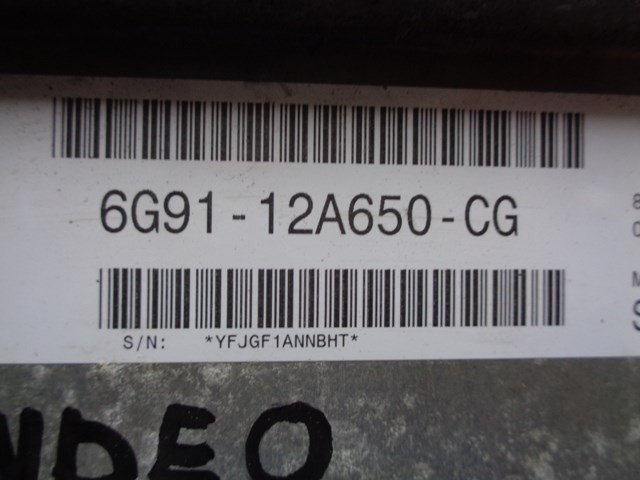 6G91-12A650-CG
S/N: *YFJGF1ANNBHT*
NDEO